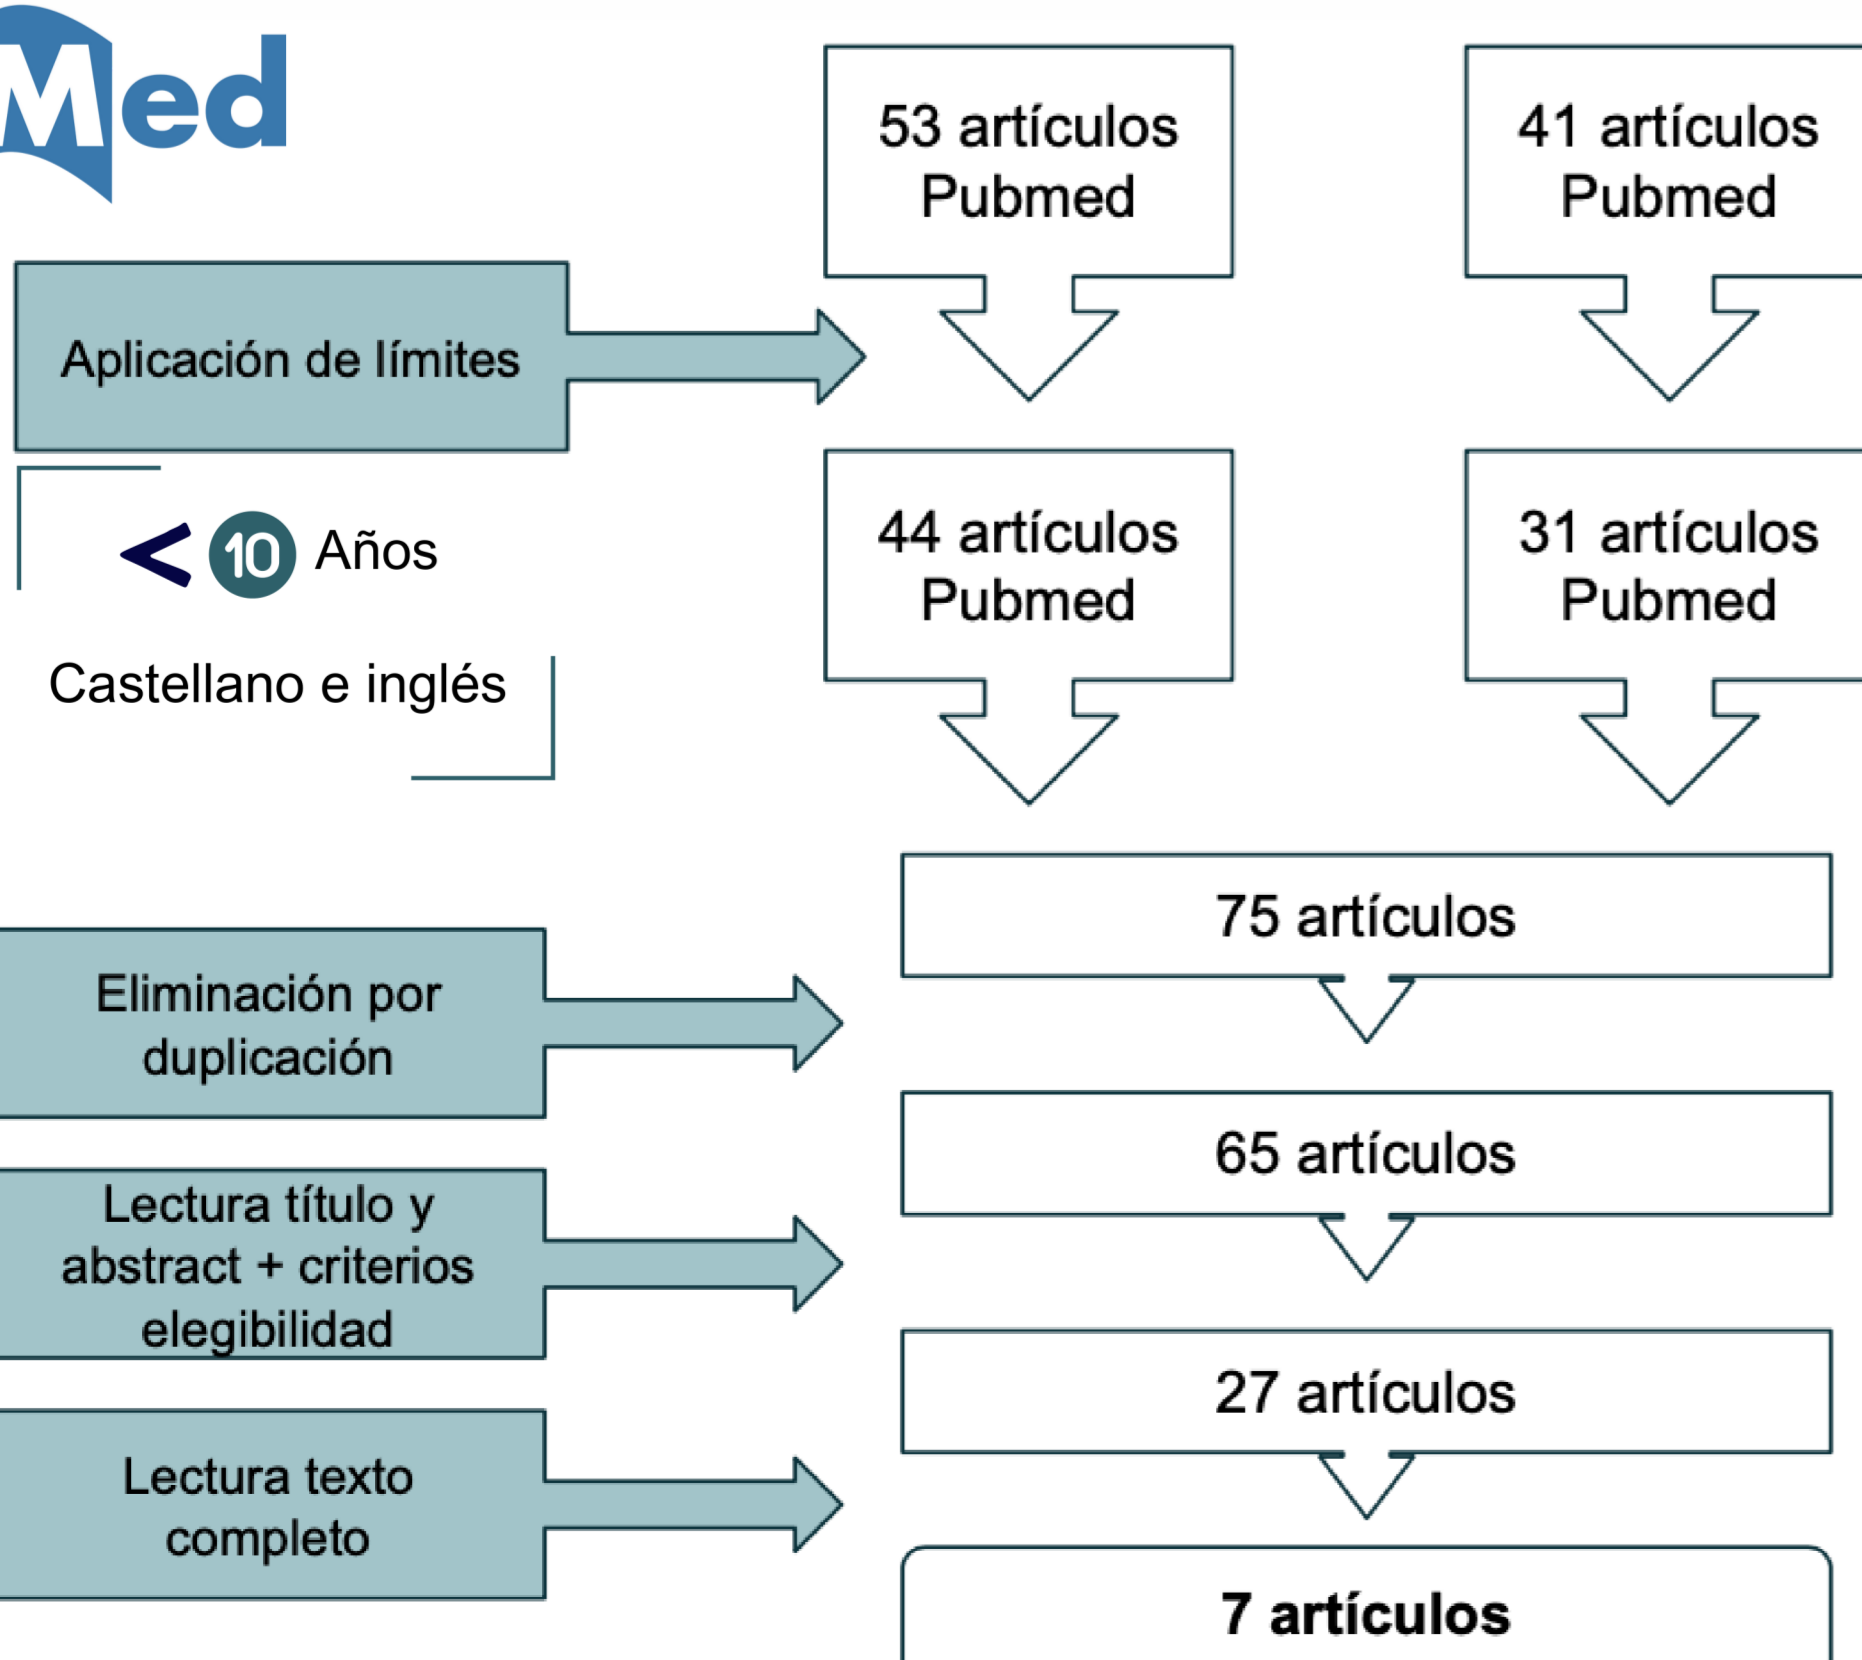 Med
53 artículos
Pubmed
41 artículos
Pubmed
Aplicación de límites
< 10 Años
Castellano e inglés
44 artículos
Pubmed
31 artículos
Pubmed
75 artículos
Eliminación por
duplicación
65 artículos
Lectura título y
abstract + criterios
elegibilidad
27 artículos
Lectura texto
completo
7 artículos